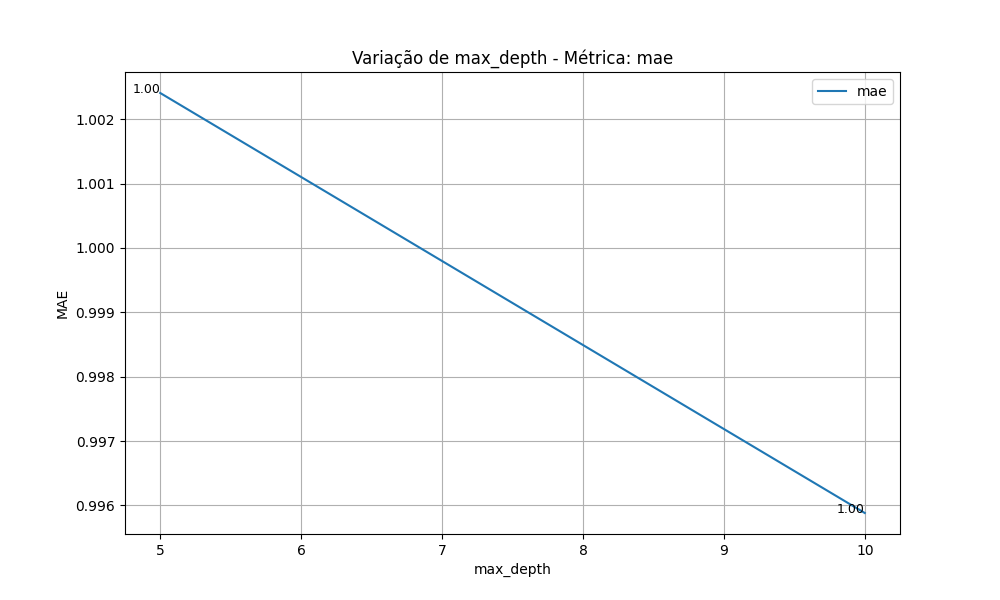 Variação de max_depth - Métrica: mae
1.00
mae
1.002
1.001
1.000
0.999
0.998
0.997
0.996
MAE
1.00
5 6 7 8 9 10
max_depth